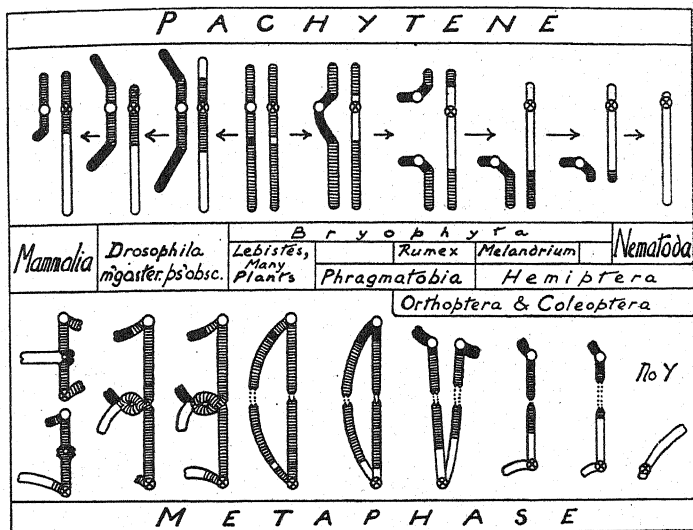 PACHYTENE
Bryophyta
Mammalia
Drosophila
m'gaster. ps'obsc.
Lebistes,
Many
Plants
Rumex
Melandrium
Nematoda
Phragmatobia
Hemiptera
Orthoptera & Coleoptera
no Y
METAPHASE